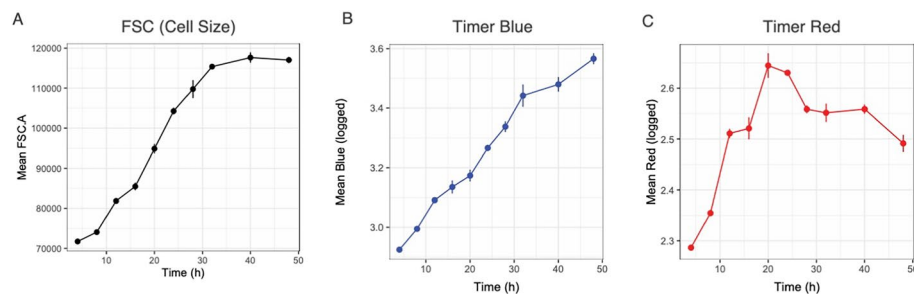 A
FSC (Cell Size)
Mean FSC.A
120000
110000
100000
90000
80000
70000
10
20
30
40
50
Time (h)
B
Timer Blue
Mean Blue (logged)
3.6
3.4
3.2
3.0
10
20
30
40
50
Time (h)
C
Timer Red
Mean Red (logged)
2.6
2.5
2.4
2.3
10
20
30
40
50
Time (h)